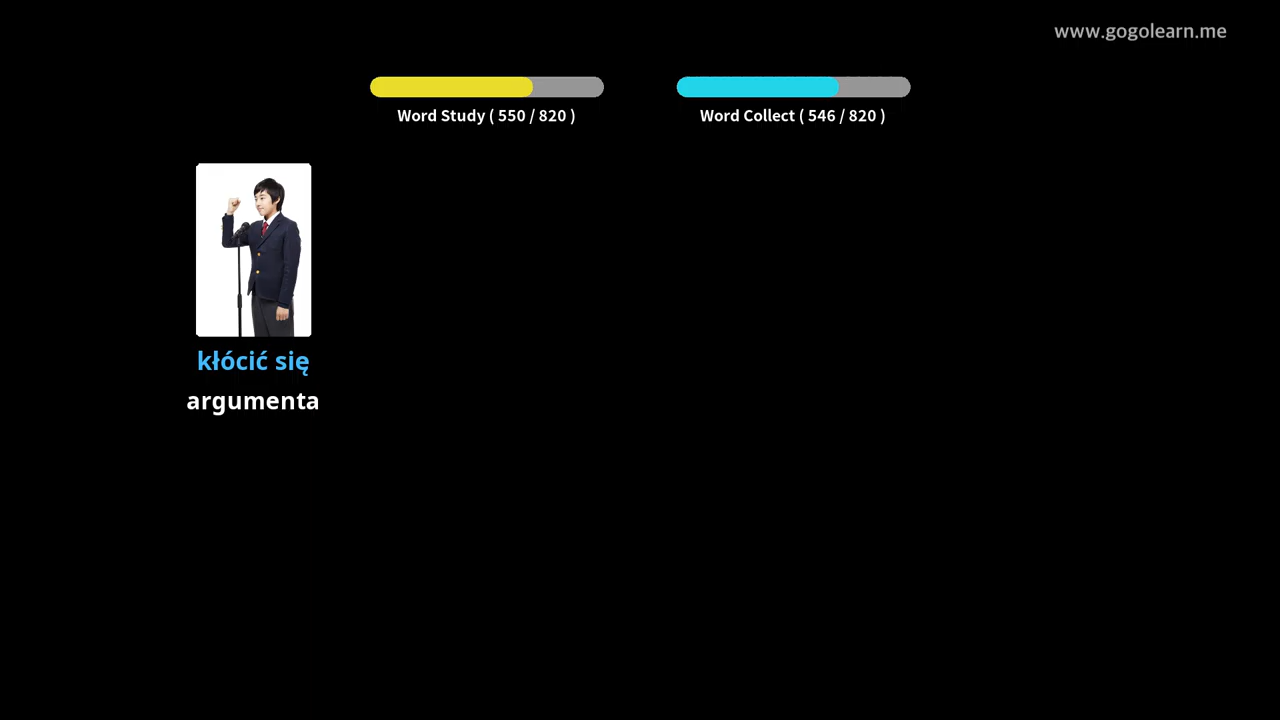 www.gogolearn.me
Word Study ( 550 / 820 )
Word Collect ( 546 / 820 )
kłócić się
argumenta